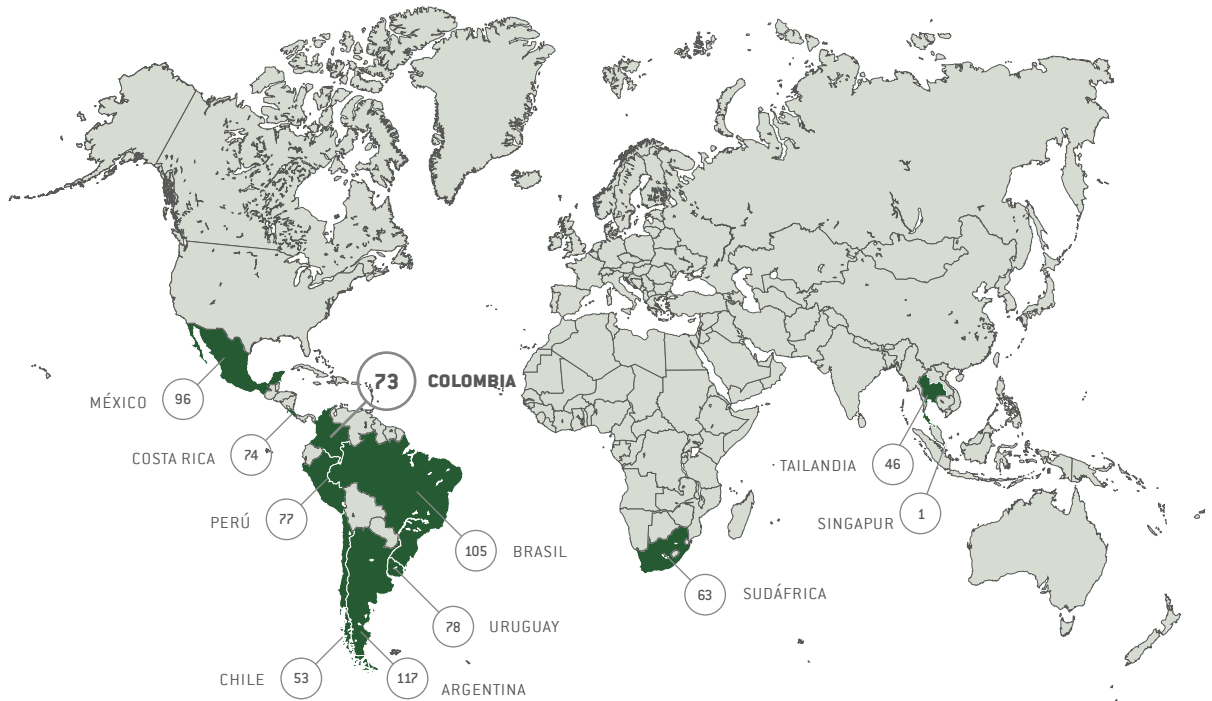 73 COLOMBIA
MÉXICO 96
COSTA RICA 74
TAILANDIA 46
PERÚ 77
SINGAPUR 1
105 BRASIL
63 SUDÁFRICA
78 URUGUAY
CHILE 53
117 ARGENTINA